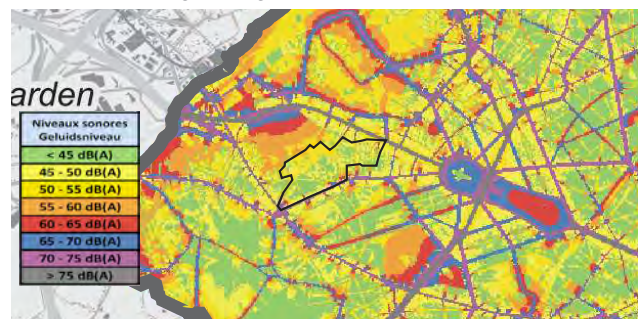 arden
Niveaux sonores
Geluidsniveau
< 45 dB(A)
45 - 50 dB(A)
50 - 55 dB(A)
55 - 60 dB(A)
60 - 65 dB(A)
65 - 70 dB(A)
70 - 75 dB(A)
> 75 dB(A)